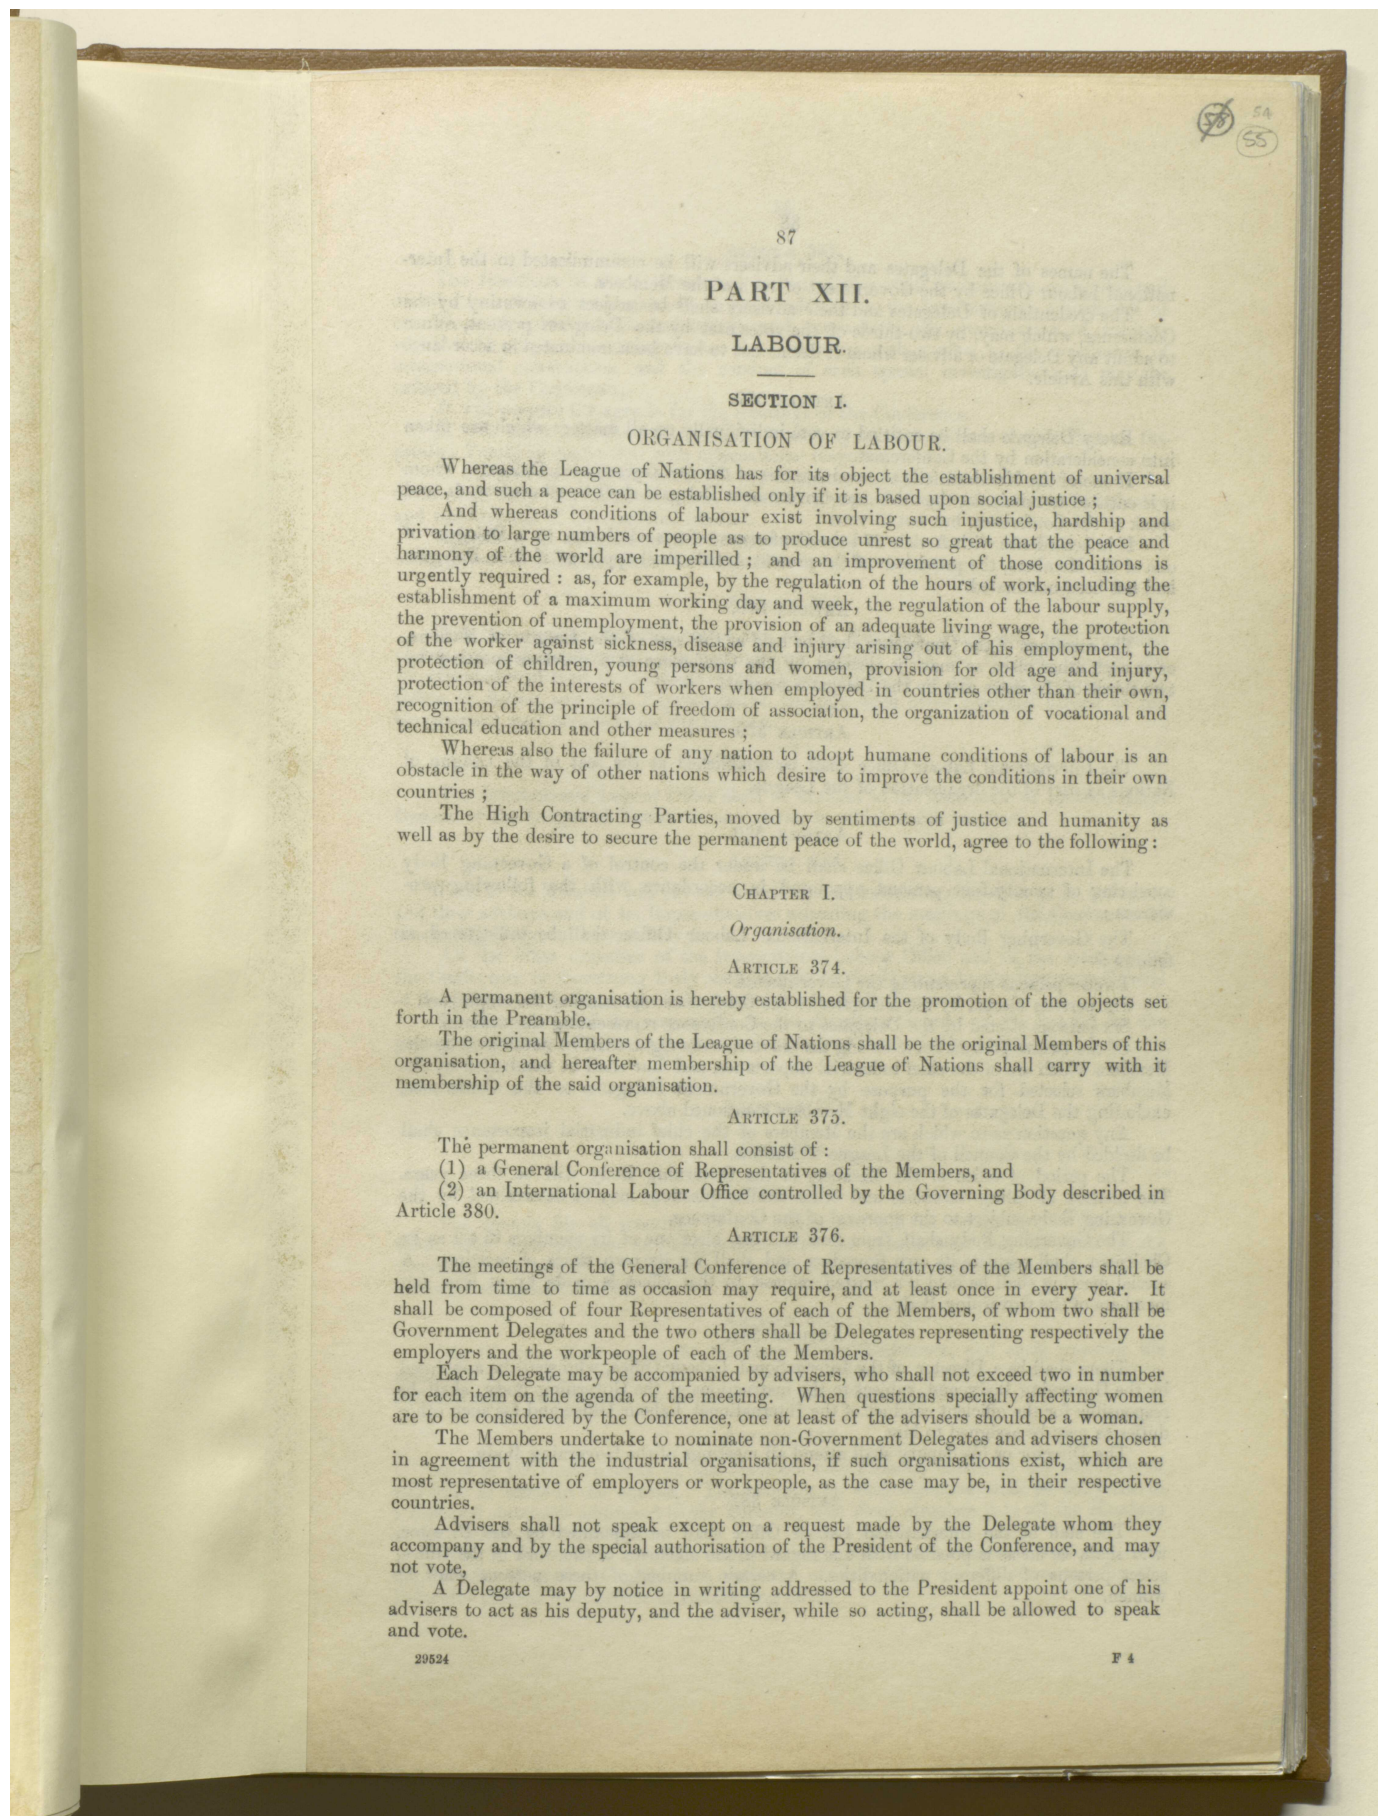 54
55
87
PART XII.
LABOUR.
SECTION I.
ORGANISATION OF LABOUR.
Whereas the League of Nations has for its object the establishment of universal
peace, and such a peace can be established only if it is based upon social justice ;
And whereas conditions of labour exist involving such injustice, hardship and
privation to large numbers of people as to produce unrest so great that the peace and
harmony of the world are imperilled ; and an improvement of those conditions is
urgently required : as, for example, by the regulation of the hours of work, including the
establishment of a maximum working day and week, the regulation of the labour supply,
the prevention of unemployment, the provision of an adequate living wage, the protection
of the worker against sickness, disease and injury arising out of his employment, the
protection of children, young persons and women, provision for old age and injury,
protection of the interests of workers when employed in countries other than their own,
recognition of the principle of freedom of association, the organization of vocational and
technical education and other measures ;
Whereas also the failure of any nation to adopt humane conditions of labour is an
obstacle in the way of other nations which desire to improve the conditions in their own
countries ;
The High Contracting Parties, moved by sentiments of justice and humanity as
well as by the desire to secure the permanent peace of the world, agree to the following:
CHAPTER I.
Organisation.
ARTICLE 374.
A permanent organisation is hereby established for the promotion of the objects set
forth in the Preamble.
The original Members of the League of Nations shall be the original Members of this
organisation, and hereafter membership of the League of Nations shall carry with it
membership of the said organisation.
ARTICLE 375.
The permanent organisation shall consist of :
(1) a General Conference of Representatives of the Members, and
(2) an International Labour Office controlled by the Governing Body described in
Article 380.
ARTICLE 376.
The meetings of the General Conference of Representatives of the Members shall be
held from time to time as occasion may require, and at least once in every year. It
shall be composed of four Representatives of each of the Members, of whom two shall be
Government Delegates and the two others shall be Delegates representing respectively the
employers and the workpeople of each of the Members.
Each Delegate may be accompanied by advisers, who shall not exceed two in number
for each item on the agenda of the meeting. When questions specially affecting women
are to be considered by the Conference, one at least of the advisers should be a woman.
The Members undertake to nominate non-Government Delegates and advisers chosen
in agreement with the industrial organisations, if such organisations exist, which are
most representative of employers or workpeople, as the case may be, in their respective
countries.
Advisers shall not speak except on a request made by the Delegate whom they
accompany and by the special authorisation of the President of the Conference, and may
not vote,
A Delegate may by notice in writing addressed to the President appoint one of his
advisers to act as his deputy, and the adviser, while so acting, shall be allowed to speak
and vote.
29524 F 4